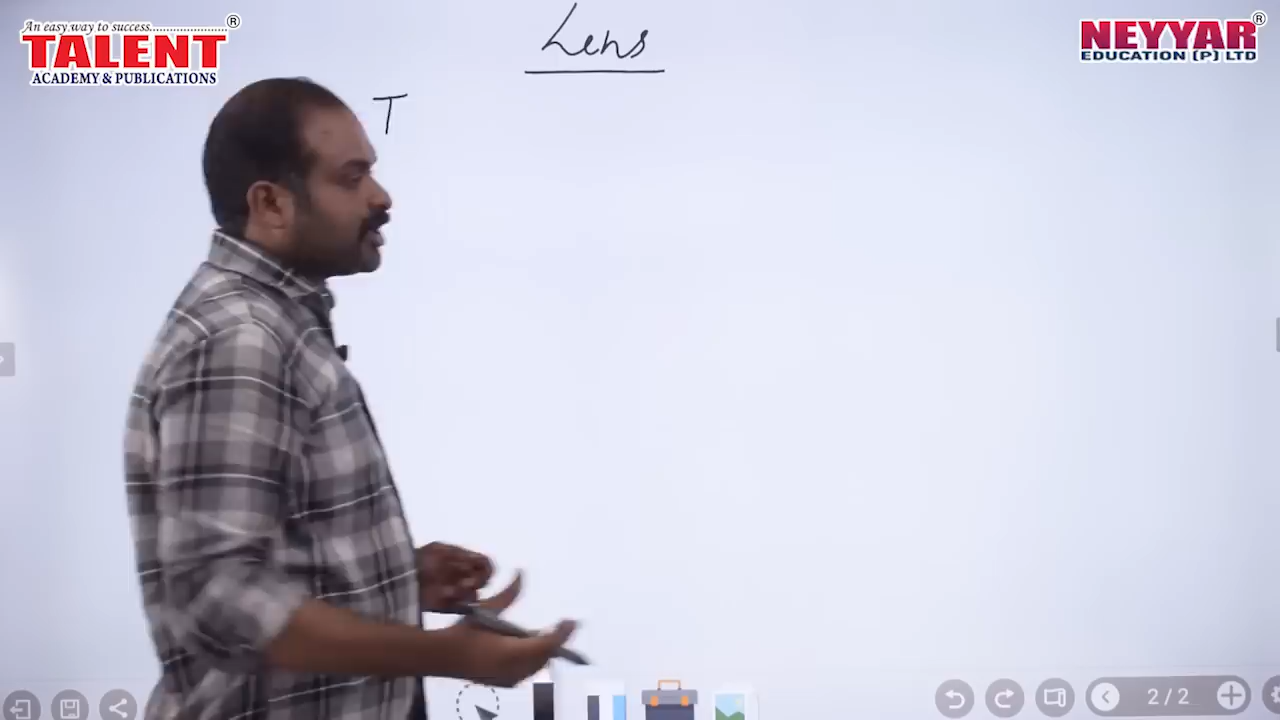 An easy way to success......................
TALENT
ACADEMY & PUBLICATIONS
®
Lens
T
NEYYAR
EDUCATION (P) LTD
®
2/2